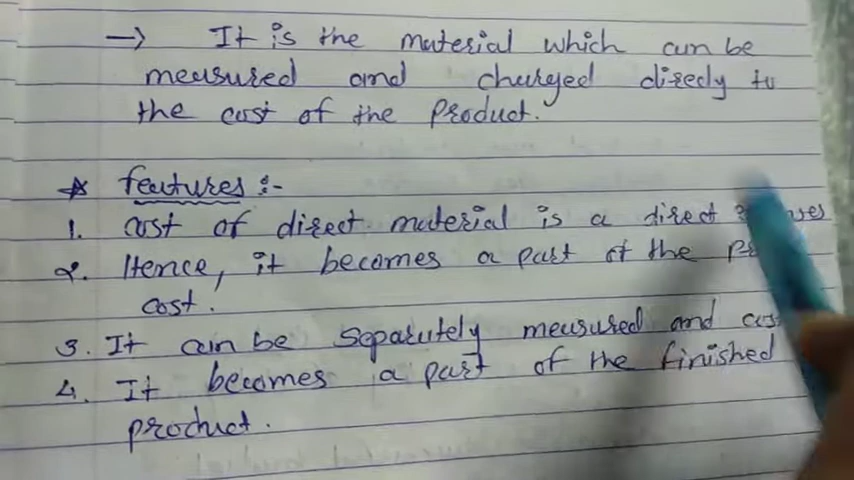 → It is the material which can be
measured and charged direcly to
the cost of the Product.
☆ features :-
1. cost of direct material is a direct
2. Hence, it becomes a part of the
cost.
3. It can be saparately measured and
4. It becomes a part of the finished
product.